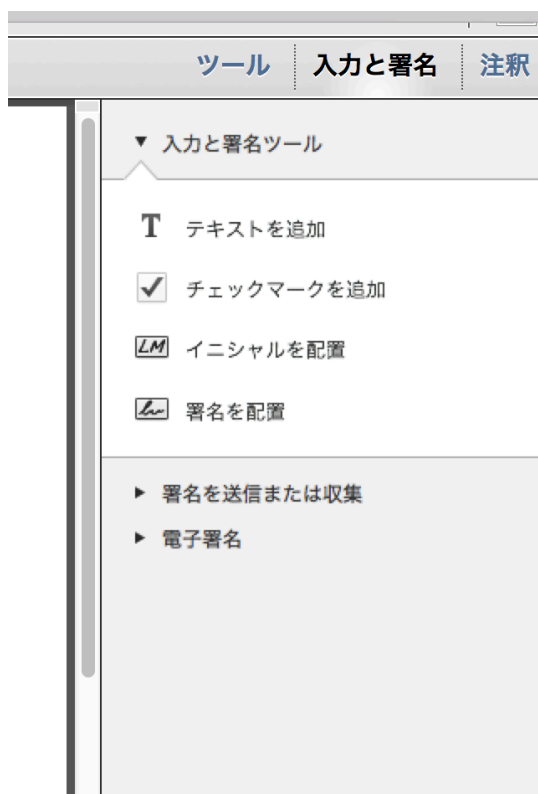 ツール 入力と署名 注釈
▼ 入力と署名ツール
T テキストを追加
チェックマークを追加
LM イニシャルを配置
署名を配置
▶ 署名を送信または収集
▶ 電子署名